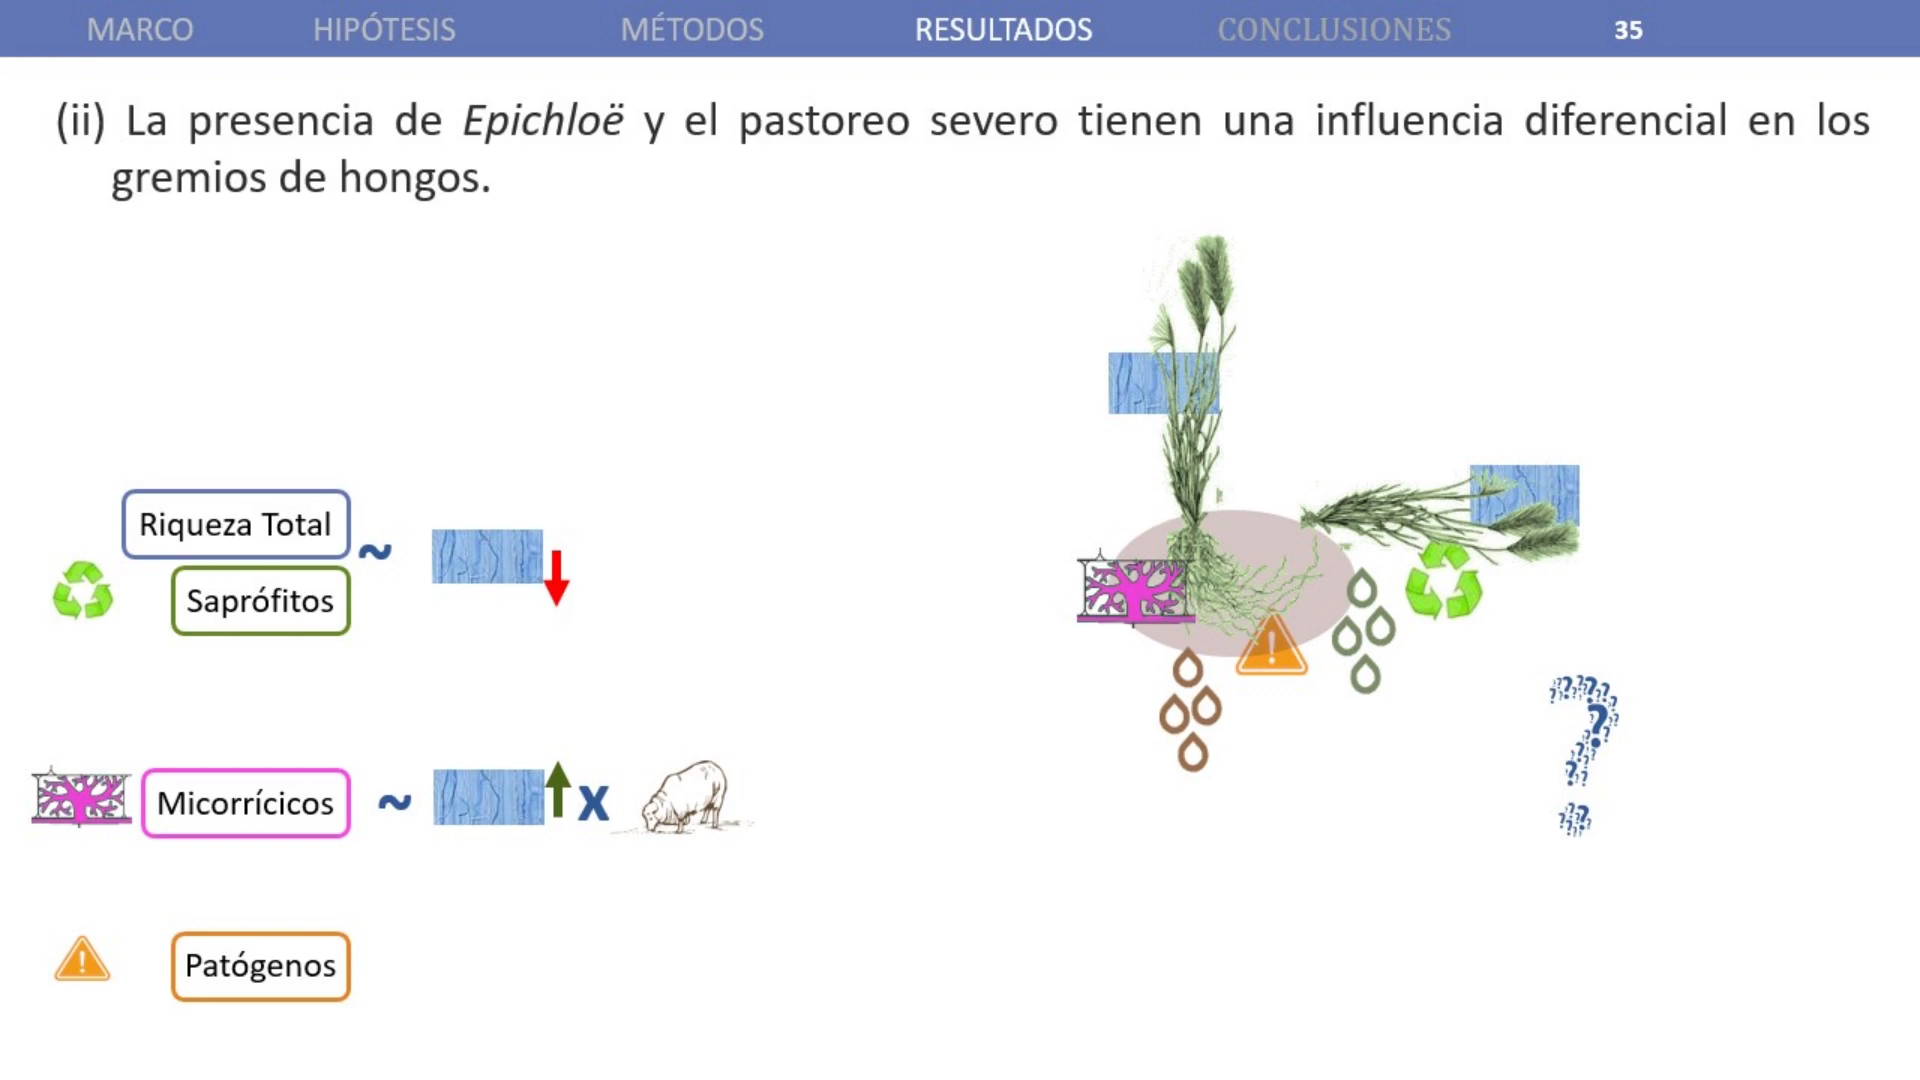 MARCO HIPÓTESIS MÉTODOS RESULTADOS CONCLUSIONES 35
(ii) La presencia de Epichloë y el pastoreo severo tienen una influencia diferencial en los
gremios de hongos.
Riqueza Total
~
Saprófitos
Micorrícicos ~ X
Patógenos
!
!
?